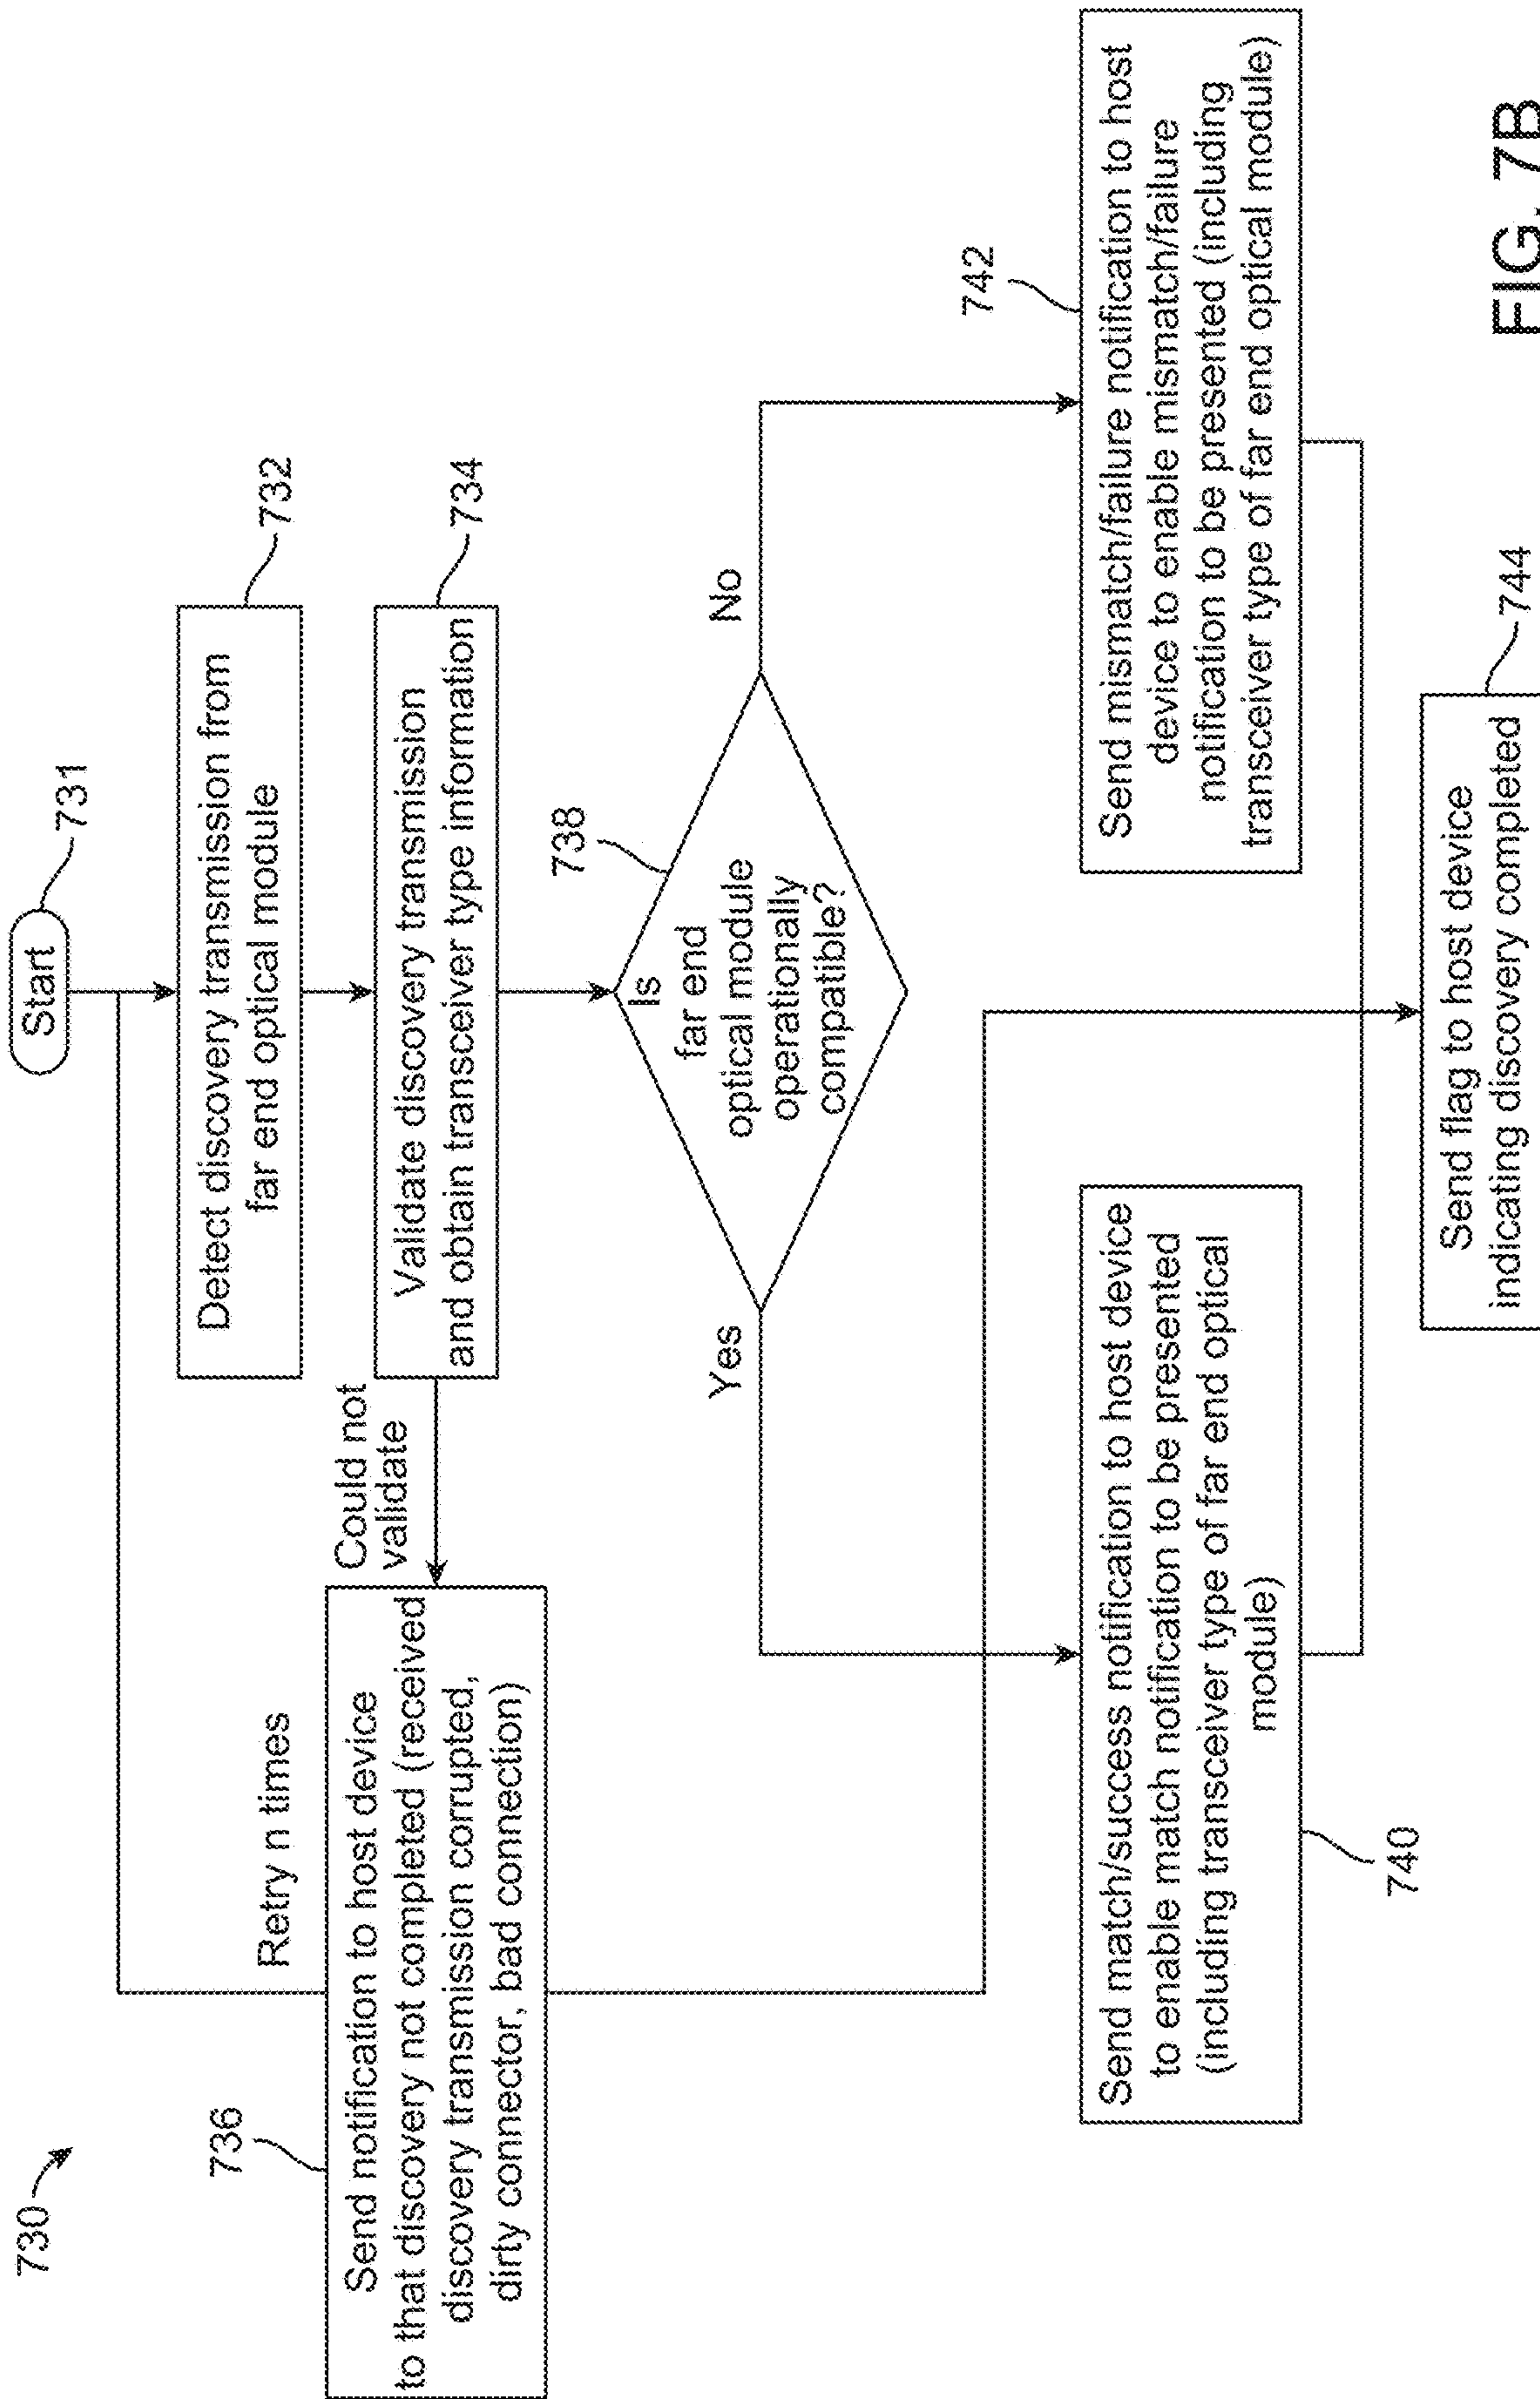 730
Start
731
Detect discovery transmission from
far end optical module
732
Validate discovery transmission
and obtain transceiver type information
734
Could not
validate
Retry n times
736
Send notification to host device
to that discovery not completed (received
discovery transmission corrupted,
dirty connector, bad connection)
738
Is
far end
optical module
operationally
compatible?
Yes
No
Send match/success notification to host device
to enable match notification to be presented
(including transceiver type of far end optical
module)
740
742
Send mismatch/failure notification to host
device to enable mismatch/failure
notification to be presented (including
transceiver type of far end optical module)
Send flag to host device
indicating discovery completed
744
FIG. 7B